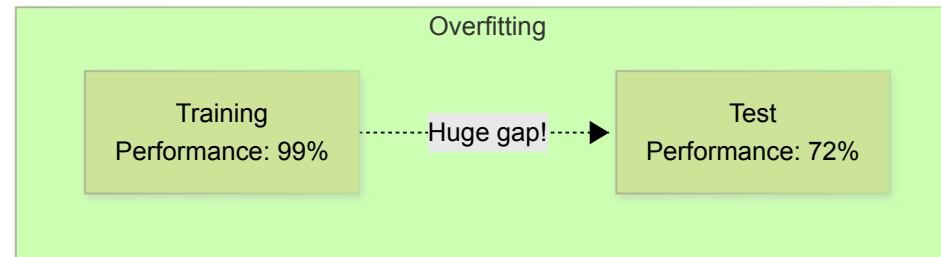 Overfitting
Training
Performance: 99%
Huge gap!
Test
Performance: 72%